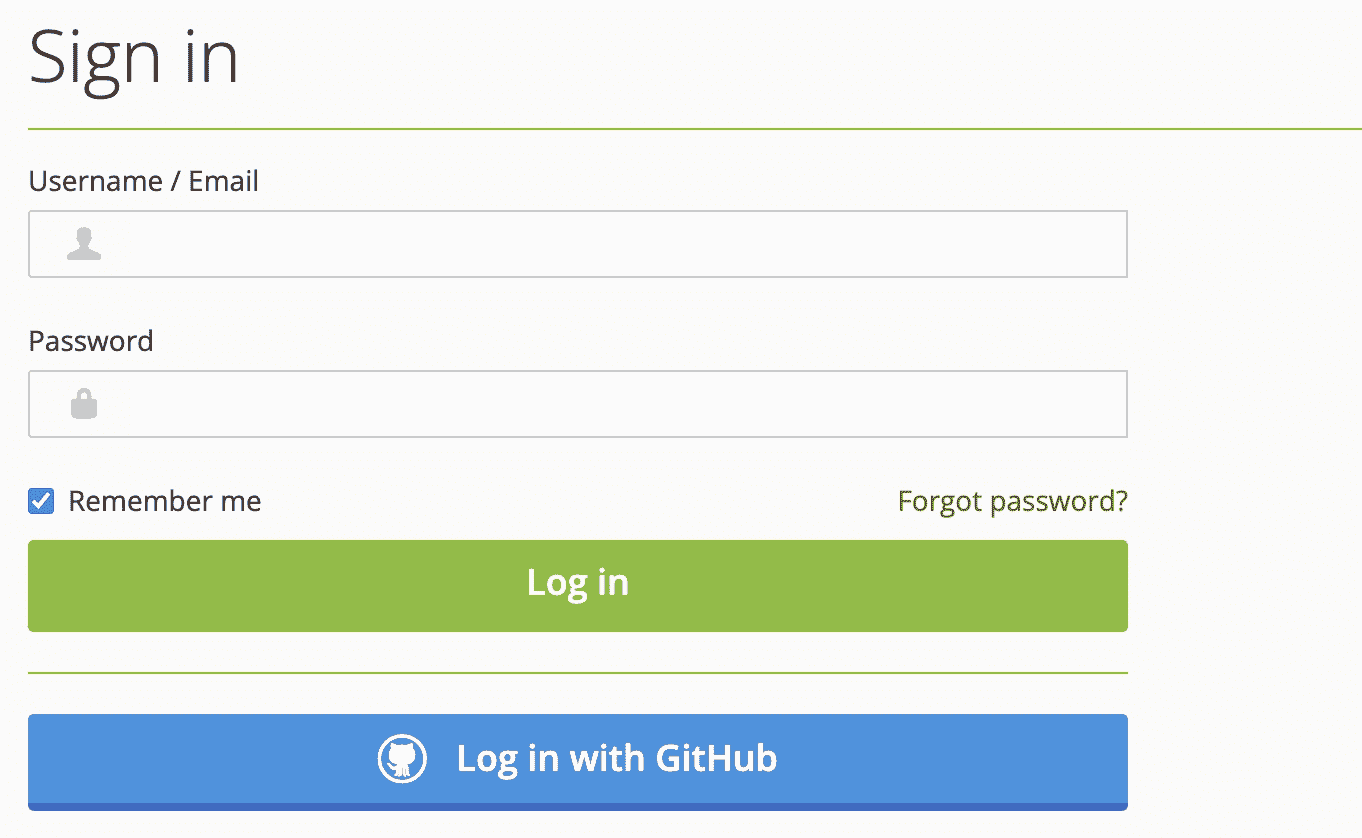 Sign in
Username / Email
Password
Remember me
Forgot password?
Log in
Log in with GitHub